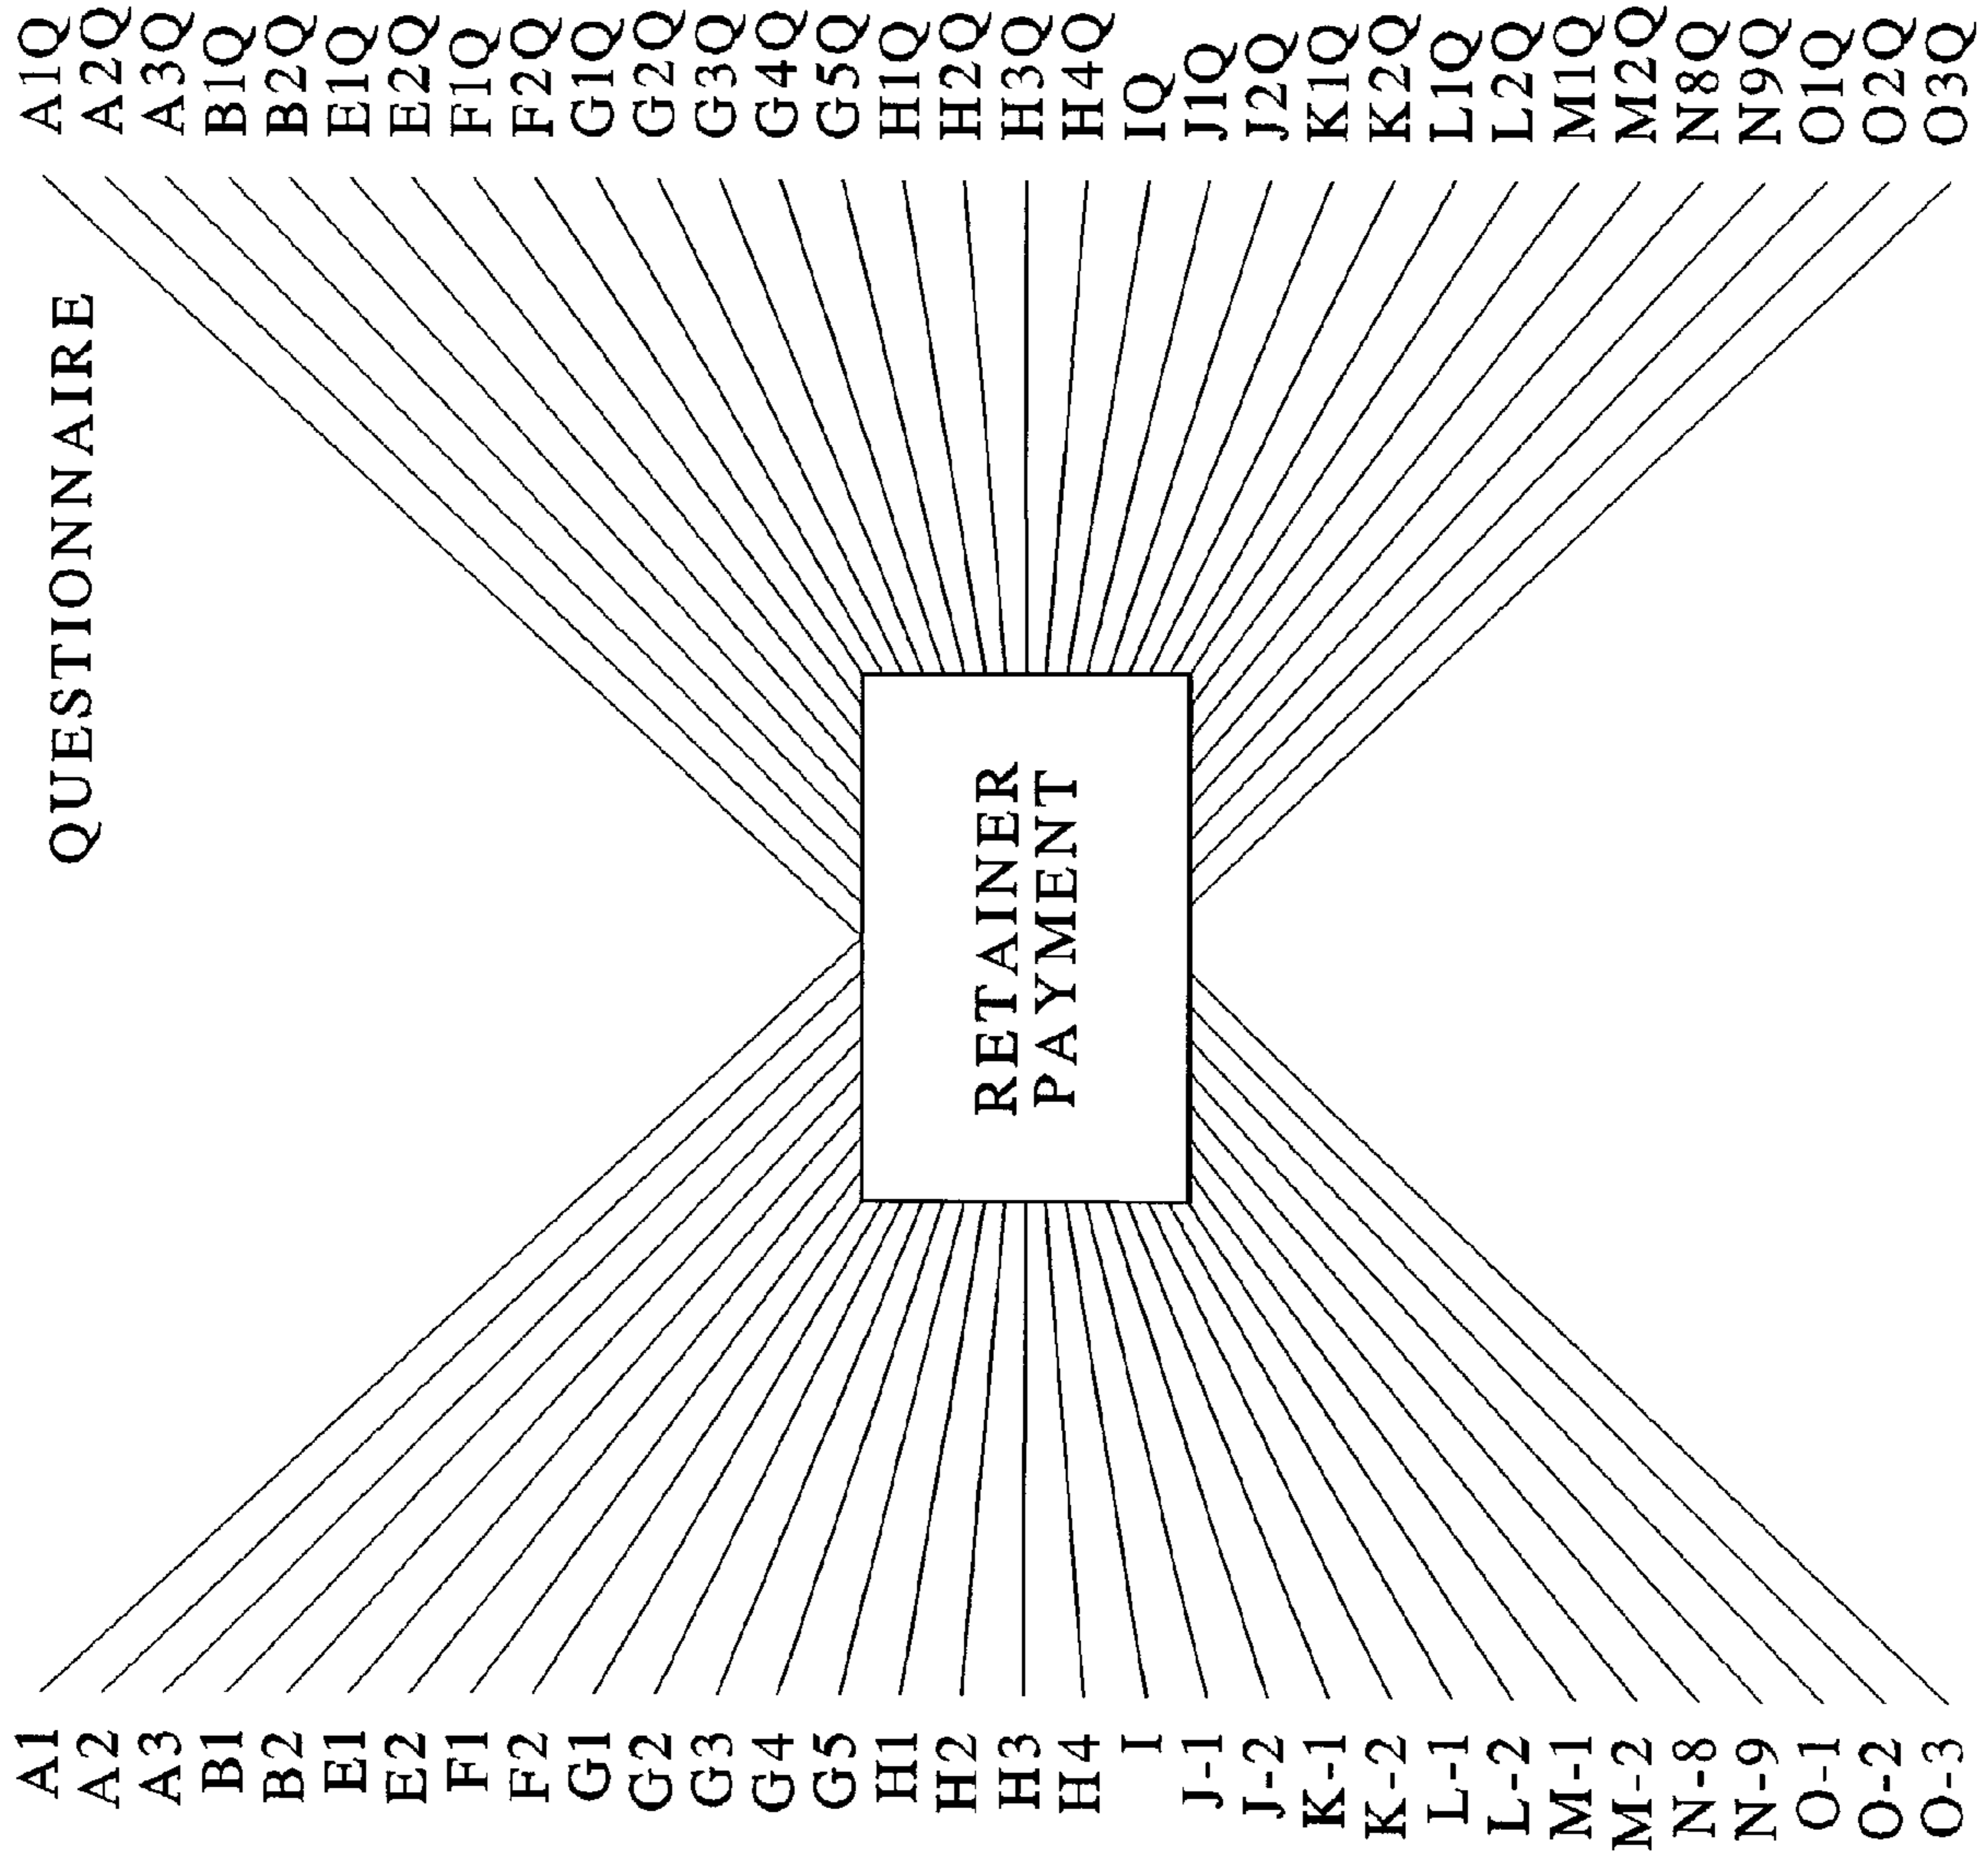 QUESTIONNAIRE
A1
A2
A3
B1
B2
E1
E2
F1
F2
G1
G2
G3
G4
G5
H1
H2
H3
H4
I
J-1
J-2
K-1
K-2
L-1
L-2
M-1
M-2
N-8
N-9
O-1
O-2
O-3
RETAINER
PAYMENT
A1Q
A2Q
A3Q
B1Q
B2Q
E1Q
E2Q
F1Q
F2Q
G1Q
G2Q
G3Q
G4Q
G5Q
H1Q
H2Q
H3Q
H4Q
IQ
J1Q
J2Q
K1Q
K2Q
L1Q
L2Q
M1Q
M2Q
N8Q
N9Q
O1Q
O2Q
O3Q